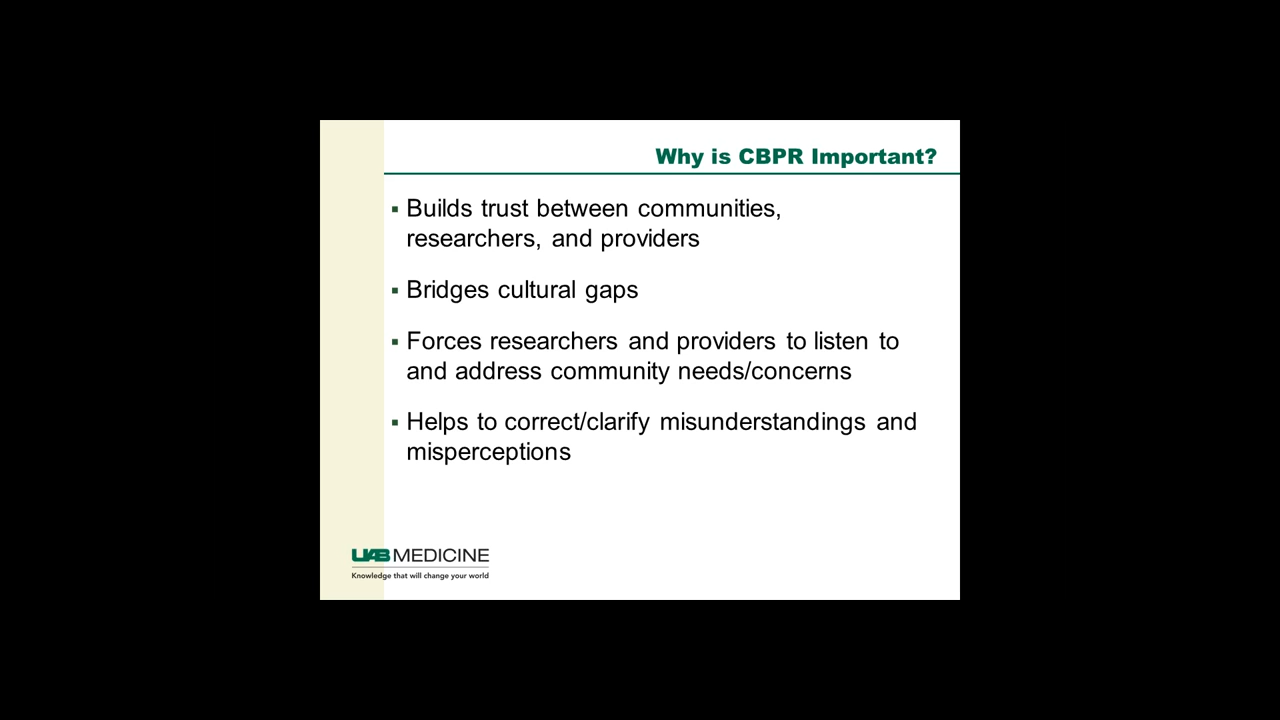 Why is CBPR Important?
▪ Builds trust between communities,
researchers, and providers
▪ Bridges cultural gaps
▪ Forces researchers and providers to listen to
and address community needs/concerns
▪ Helps to correct/clarify misunderstandings and
misperceptions
UAB MEDICINE
Knowledge that will change your world